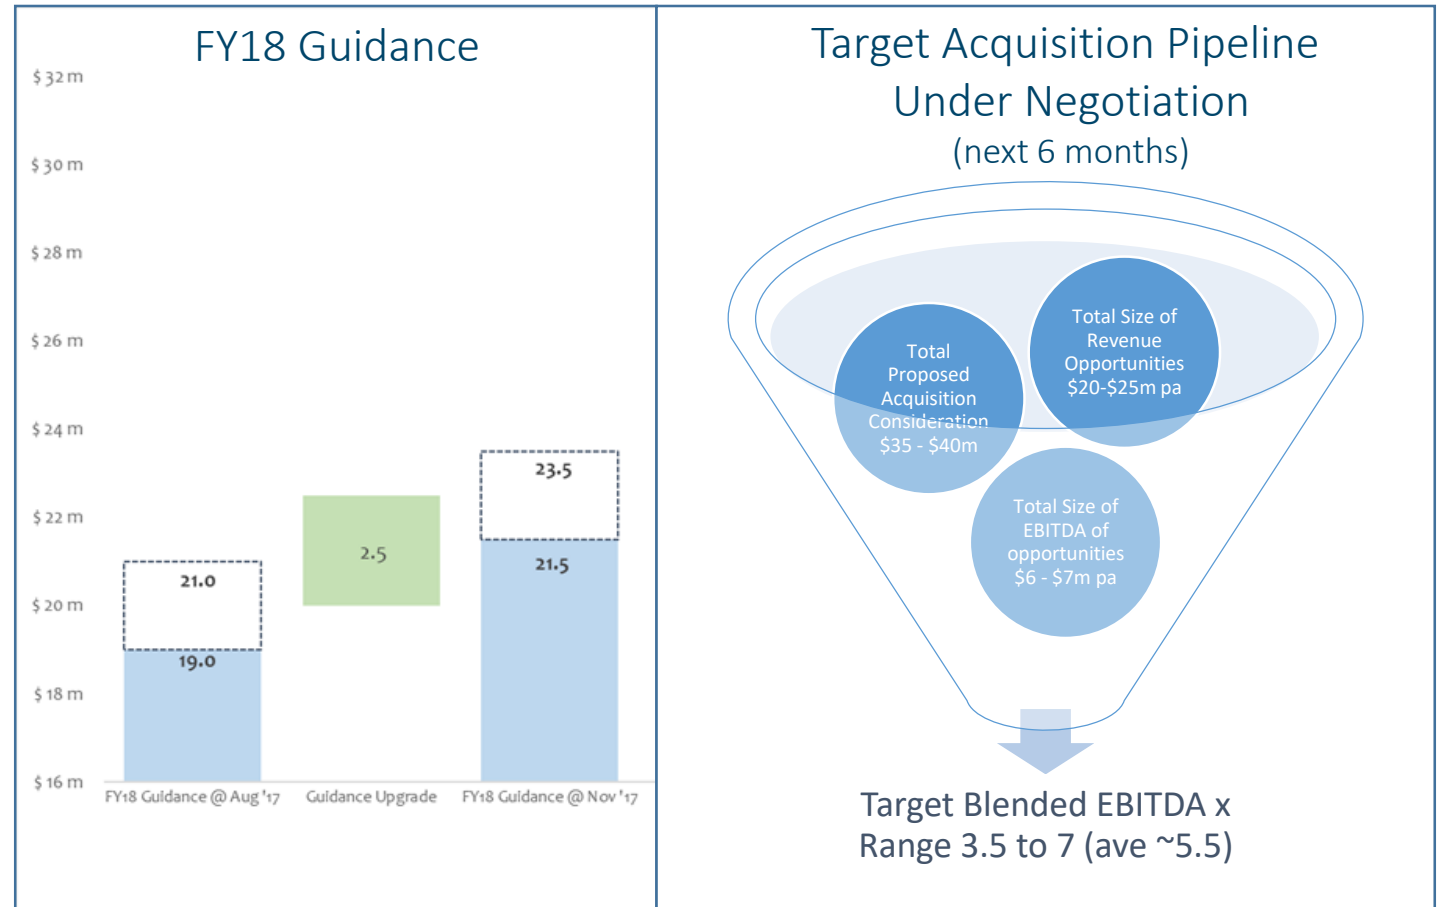 FY18 Guidance
$ 32 m
$ 30 m
$ 28 m
$ 26 m
$ 24 m
$ 22 m
$ 20 m
$ 18 m
$ 16 m
21.0
19.0
2.5
23.5
21.5
FY18 Guidance @ Aug '17
Guidance Upgrade
FY18 Guidance @ Nov '17
Target Acquisition Pipeline
Under Negotiation
(next 6 months)
Total
Proposed
Acquisition
Consideration
$35 - $40m
Total Size of
Revenue
Opportunities
$20-$25m pa
Total Size of
EBITDA of
opportunities
$6 - $7m pa
Target Blended EBITDA x
Range 3.5 to 7 (ave ~5.5)